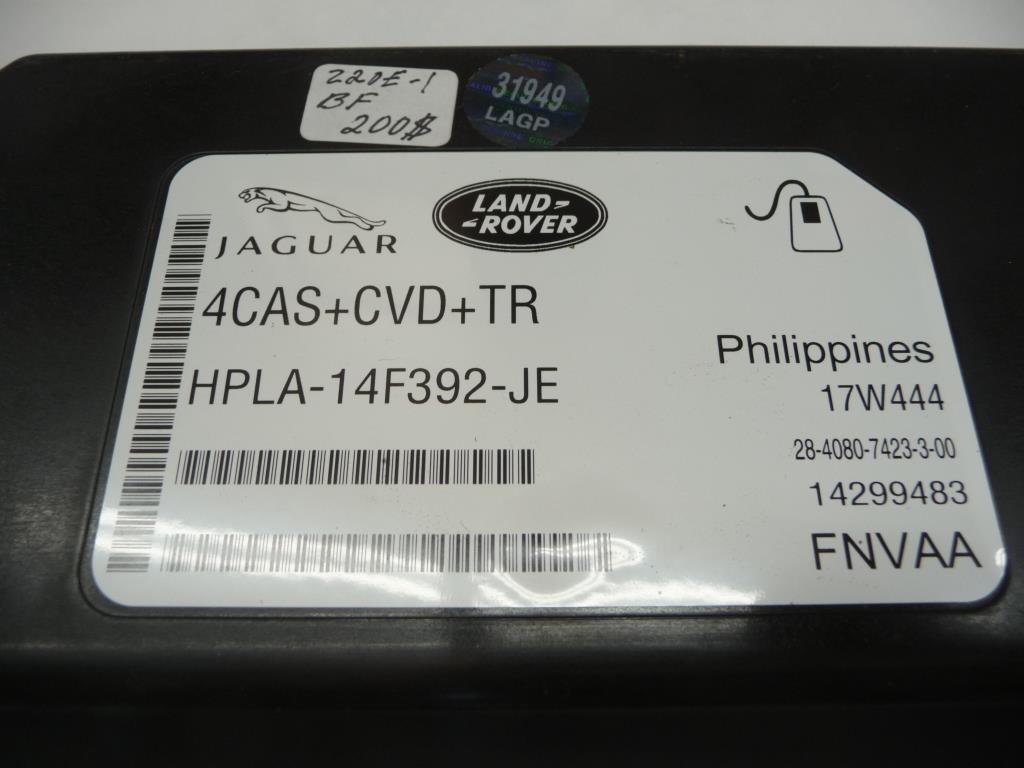 220E-1
BF
200$
31949
LAGP
JAGUAR
LAND-
-ROVER
4CAS+CVD+TR
HPLA-14F392-JE
Philippines
17W444
28-4080-7423-3-00
14299483
FNVAA